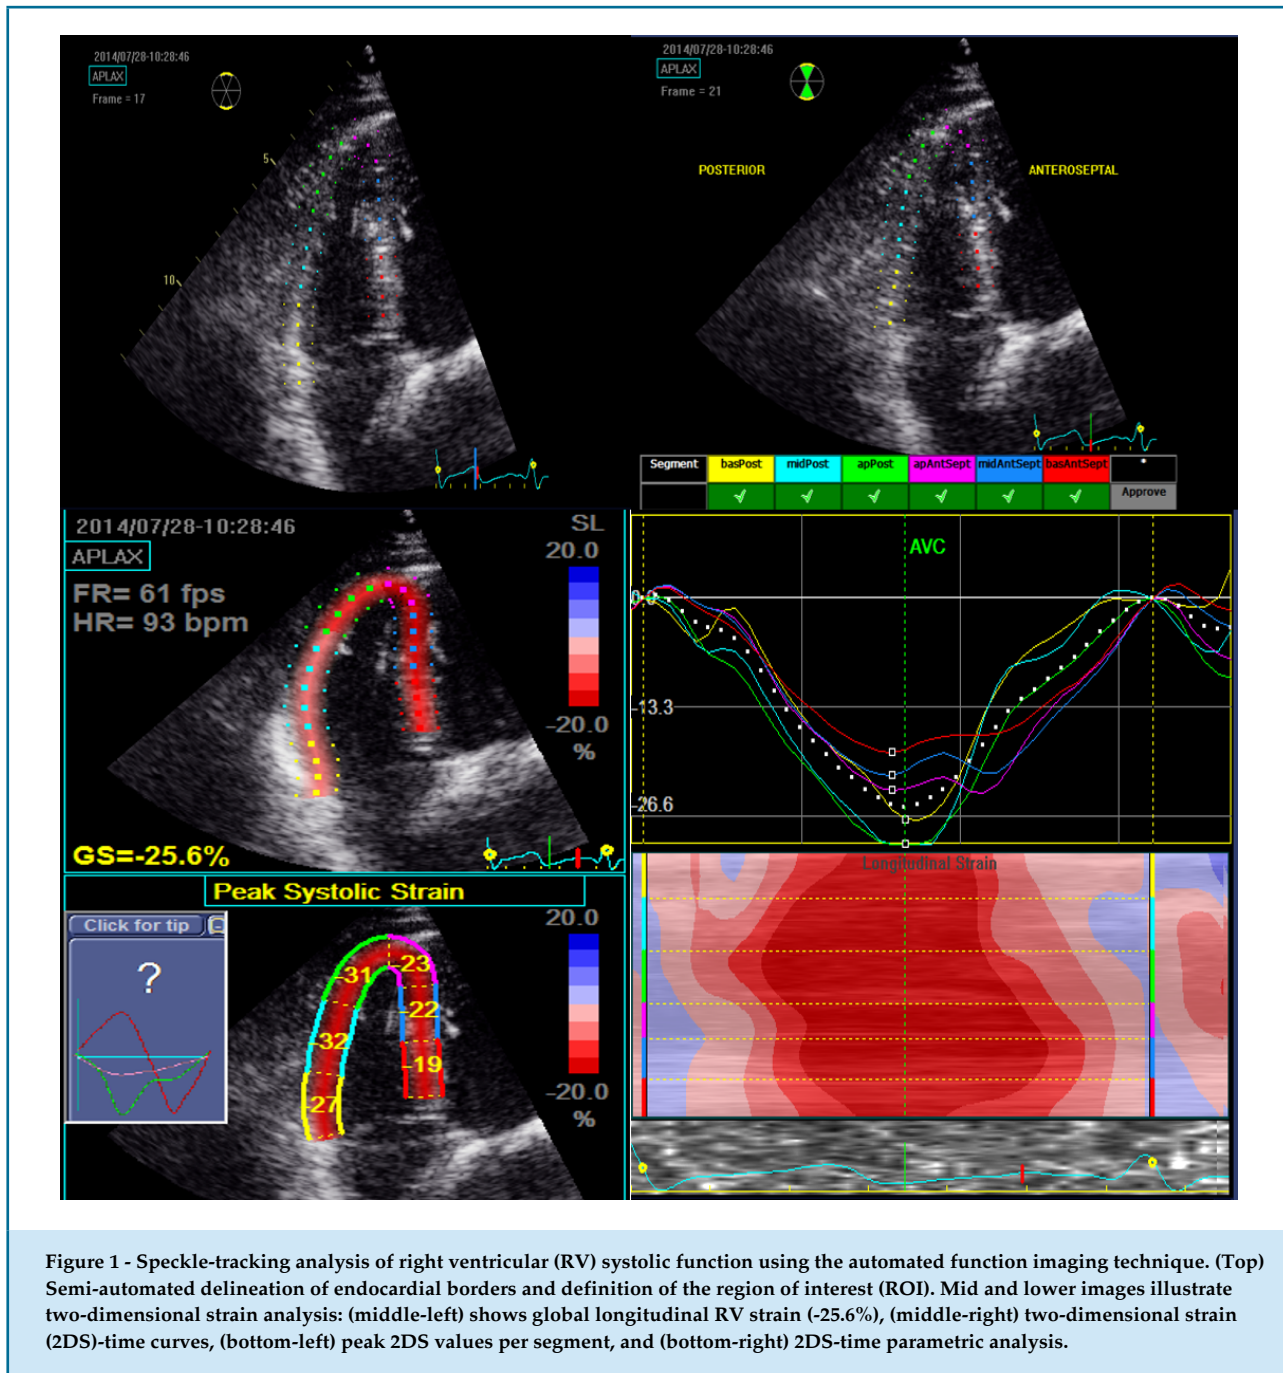 2014/07/28-10:28:46
APLAX
Frame = 17
5
10
2014/07/28-10:28:46
APLAX
Frame = 21
POSTERIOR
ANTEROSEPTAL
Segment basPost midPost apPost apAntSept midAntSept basAntSept
Approve
2014/07/28-10:28:46
APLAX
FR= 61 fps
HR= 93 bpm
SL
20.0
-20.0
%
GS=-25.6%
AVC
0.0
-13.3
-26.6
Peak Systolic Strain
Click for tip
?
20.0
-20.0
%
-31
-23
-22
-32
-19
-27
Longitudinal Strain
Figure 1 - Speckle-tracking analysis of right ventricular (RV) systolic function using the automated function imaging technique. (Top)
Semi-automated delineation of endocardial borders and definition of the region of interest (ROI). Mid and lower images illustrate
two-dimensional strain analysis: (middle-left) shows global longitudinal RV strain (-25.6%), (middle-right) two-dimensional strain
(2DS)-time curves, (bottom-left) peak 2DS values per segment, and (bottom-right) 2DS-time parametric analysis.